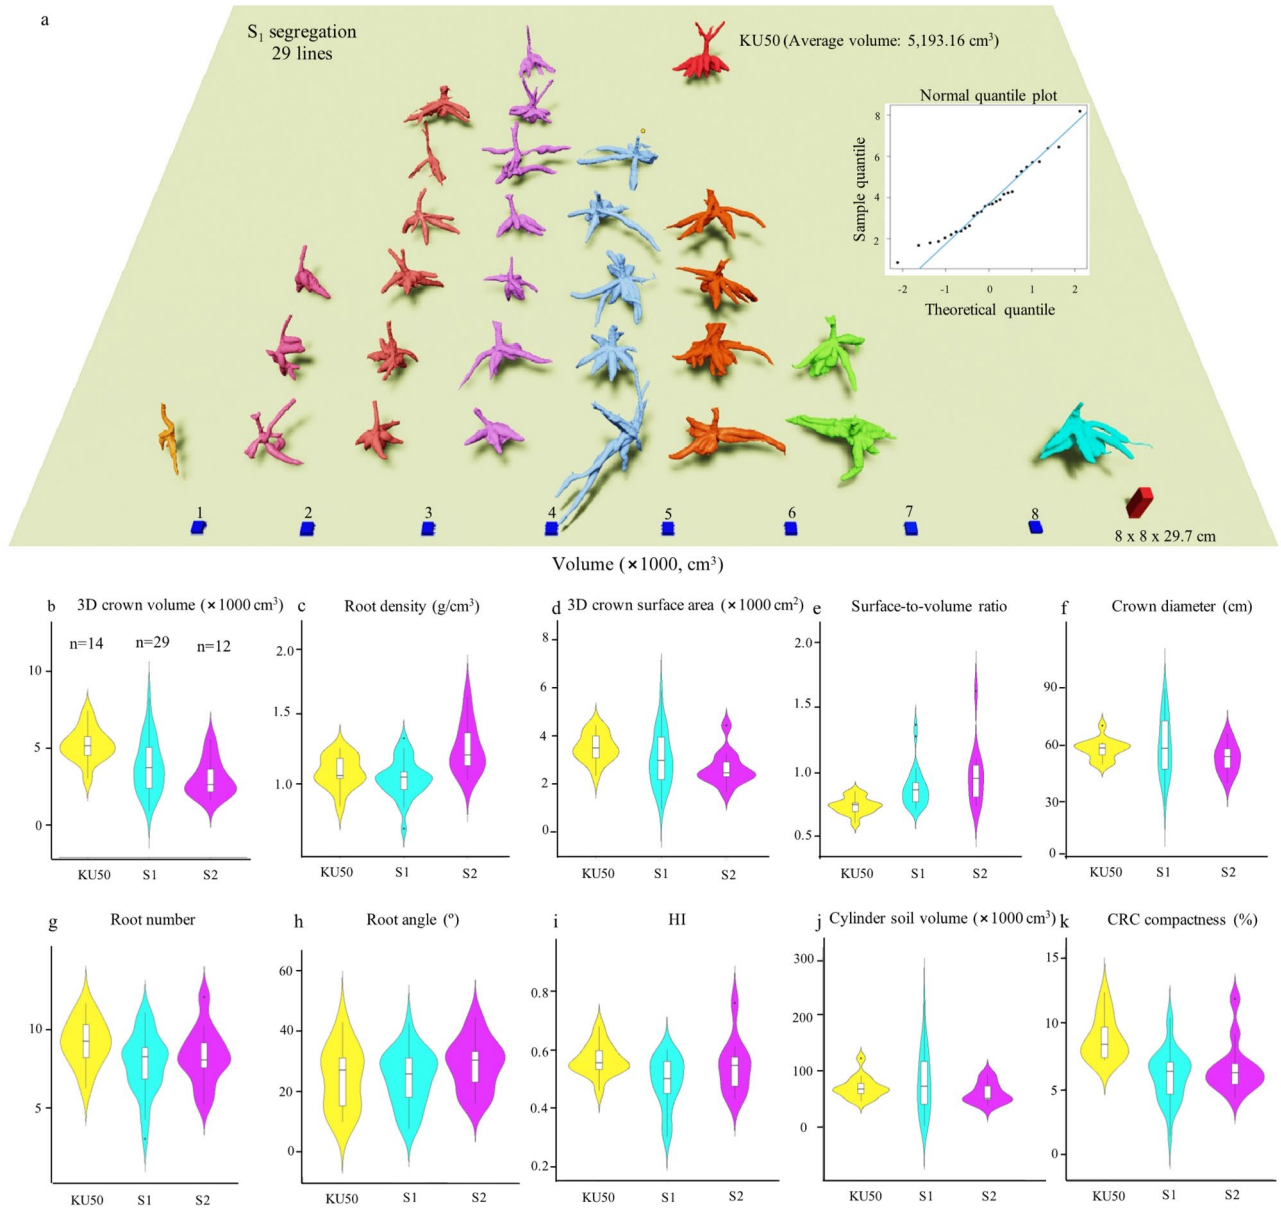 a
S1 segregation
29 lines
KU50 (Average volume: 5,193.16 cm3)
Normal quantile plot
Sample quantile
8
6
4
2
-2 -1 0 1 2
Theoretical quantile
1 2 3 4 5 6 7 8
8 x 8 x 29.7 cm
Volume (×1000, cm3)
b 3D crown volume (×1000 cm3)
n=14 n=29 n=12
10
5
0
KU50 S1 S2
c Root density (g/cm3)
2.0
1.5
1.0
KU50 S1 S2
d 3D crown surface area (×1000 cm2)
8
6
4
2
0
KU50 S1 S2
e Surface-to-volume ratio
2.0
1.5
1.0
0.5
KU50 S1 S2
f Crown diameter (cm)
90
60
30
0
KU50 S1 S2
g Root number
10
5
KU50 S1 S2
h Root angle (º)
60
40
20
0
KU50 S1 S2
i HI
0.8
0.6
0.4
0.2
KU50 S1 S2
j Cylinder soil volume (×1000 cm3)
300
200
100
0
KU50 S1 S2
k CRC compactness (%)
15
10
5
0
KU50 S1 S2